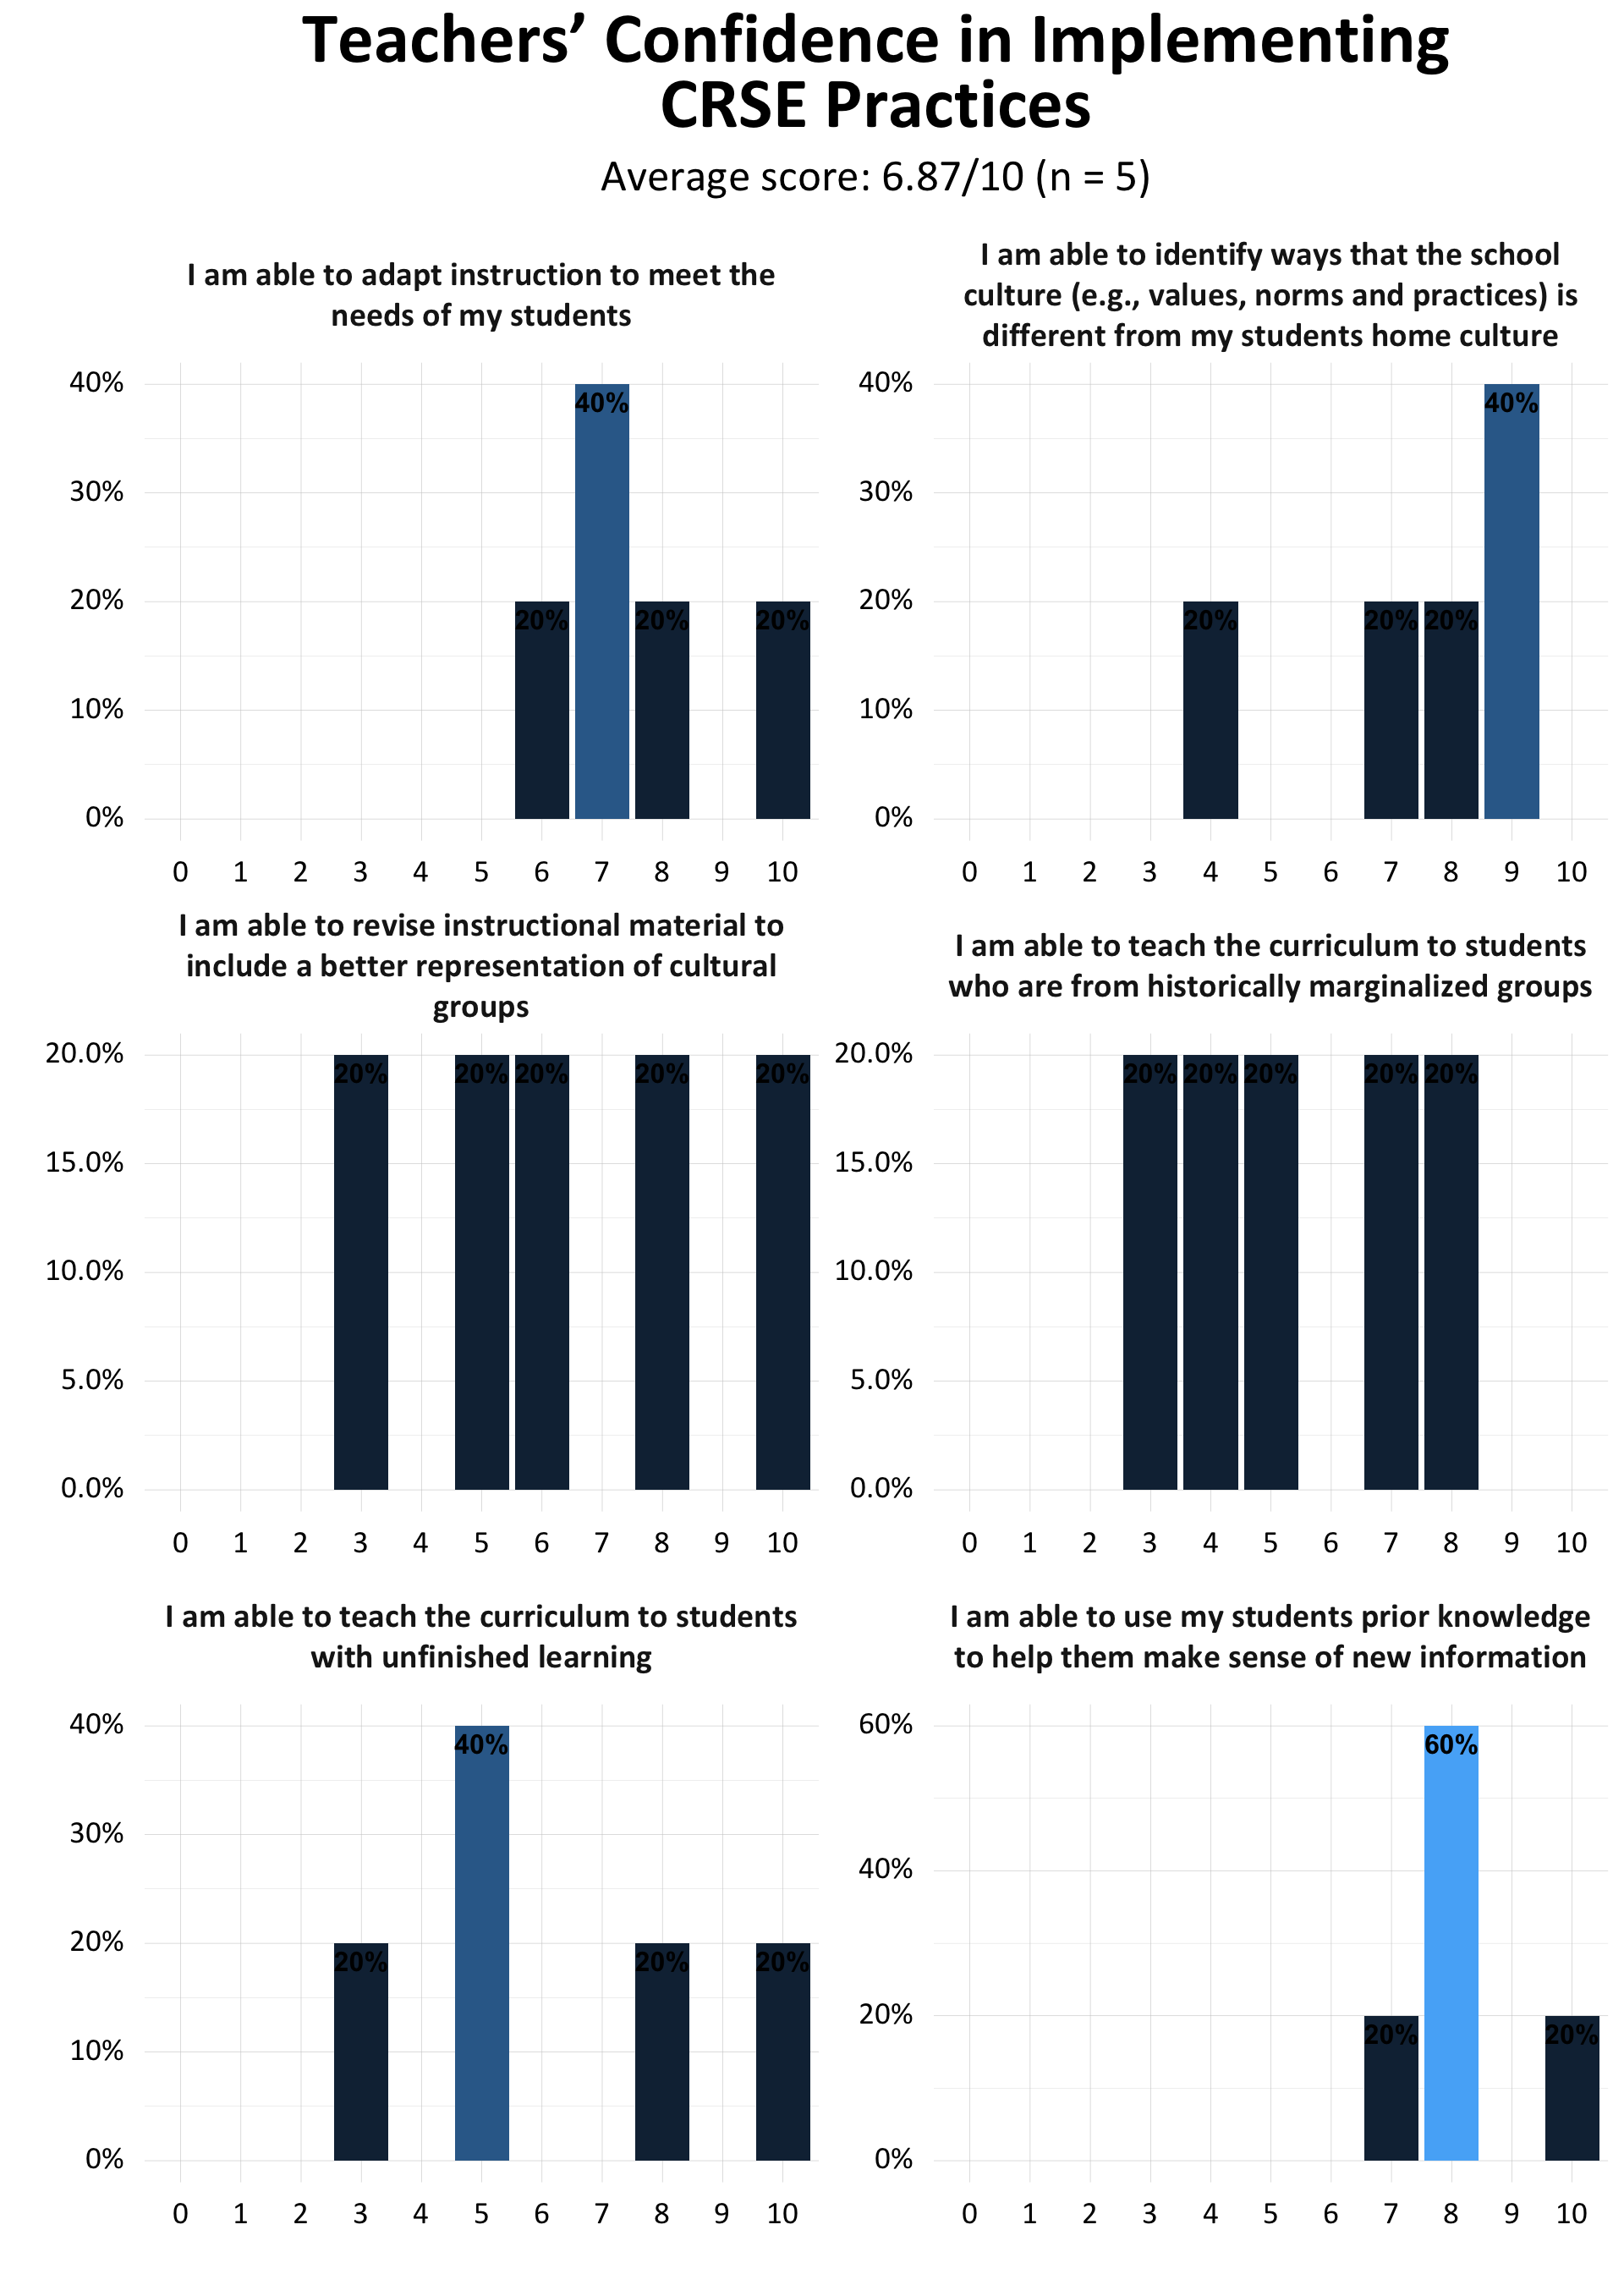 Teachers’ Confidence in Implementing
CRSE Practices
Average score: 6.87/10 (n = 5)
I am able to adapt instruction to meet the
needs of my students
40%
30%
20%
10%
0%
20%
40%
20%
20%
0 1 2 3 4 5 6 7 8 9 10
I am able to identify ways that the school
culture (e.g., values, norms and practices) is
different from my students home culture
40%
30%
20%
10%
0%
20%
20%
20%
40%
0 1 2 3 4 5 6 7 8 9 10
I am able to revise instructional material to
include a better representation of cultural
groups
20.0%
15.0%
10.0%
5.0%
0.0%
20%
20%
20%
20%
20%
0 1 2 3 4 5 6 7 8 9 10
I am able to teach the curriculum to students
who are from historically marginalized groups
20.0%
15.0%
10.0%
5.0%
0.0%
20%
20%
20%
20%
20%
0 1 2 3 4 5 6 7 8 9 10
I am able to teach the curriculum to students
with unfinished learning
40%
30%
20%
10%
0%
20%
40%
20%
20%
0 1 2 3 4 5 6 7 8 9 10
I am able to use my students prior knowledge
to help them make sense of new information
60%
40%
20%
0%
20%
60%
20%
0 1 2 3 4 5 6 7 8 9 10